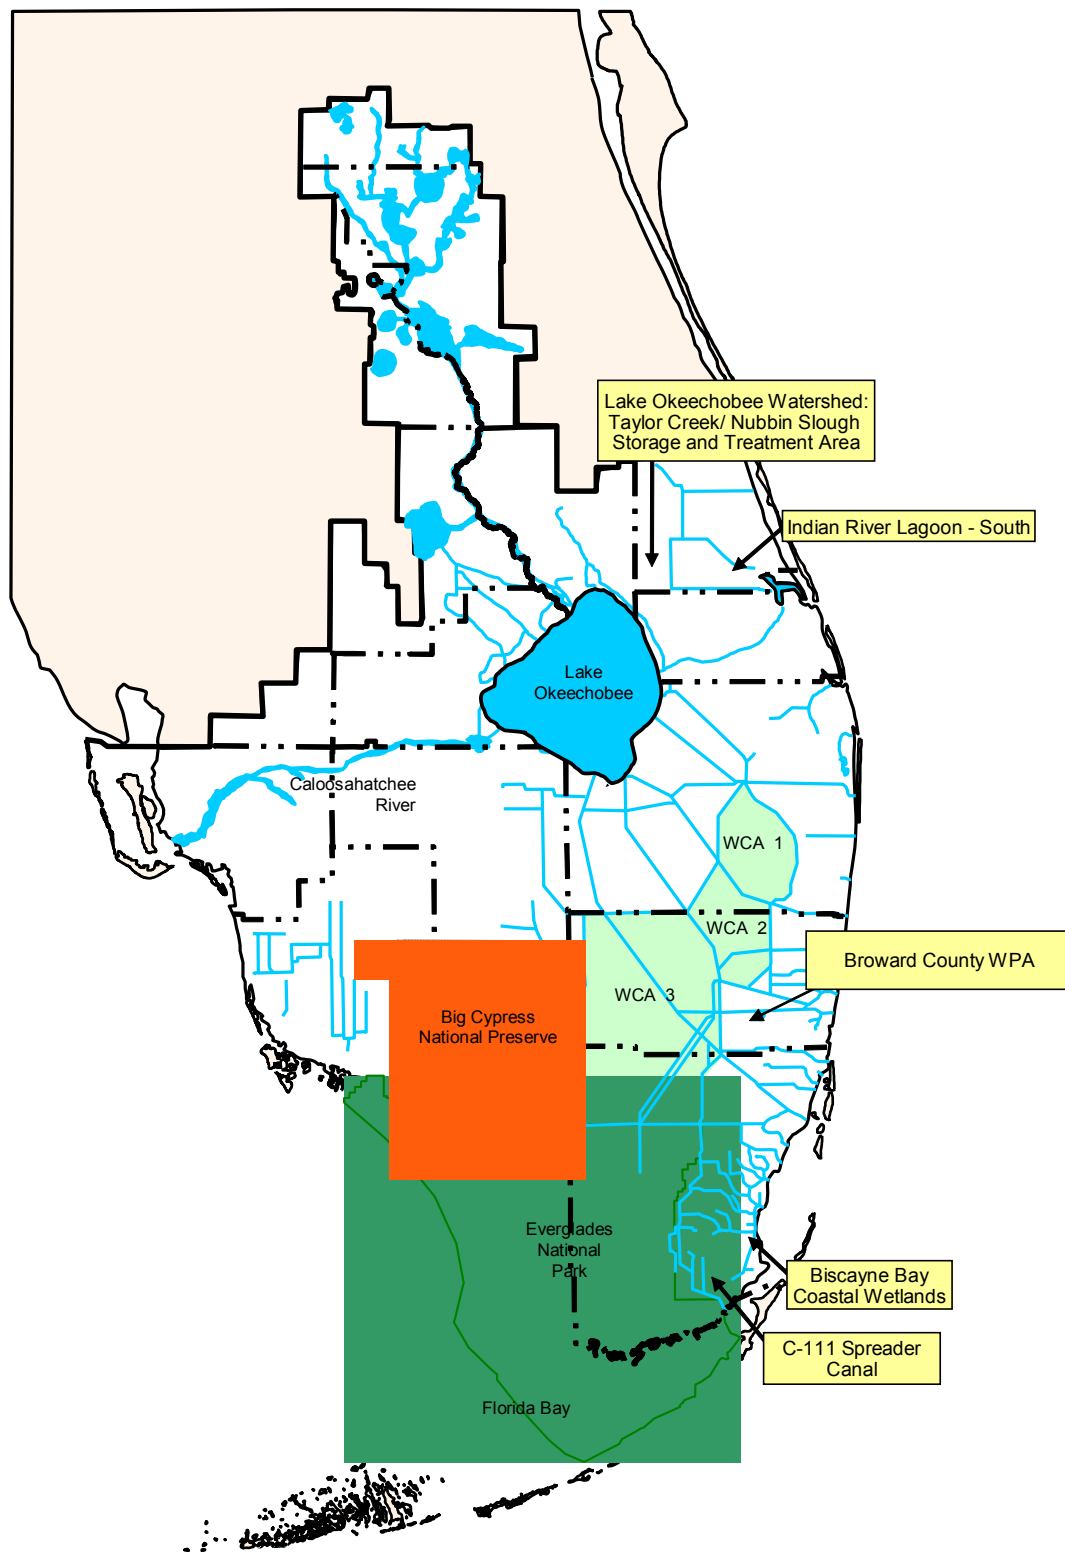 Lake Okeechobee Watershed:
Taylor Creek/ Nubbin Slough
Storage and Treatment Area
Indian River Lagoon - South
Lake
Okeechobee
Caloosahatchee
River
WCA 1
WCA 2
Broward County WPA
WCA 3
Big Cypress
National Preserve
Everglades
National
Park
Biscayne Bay
Coastal Wetlands
C-111 Spreader
Canal
Florida Bay